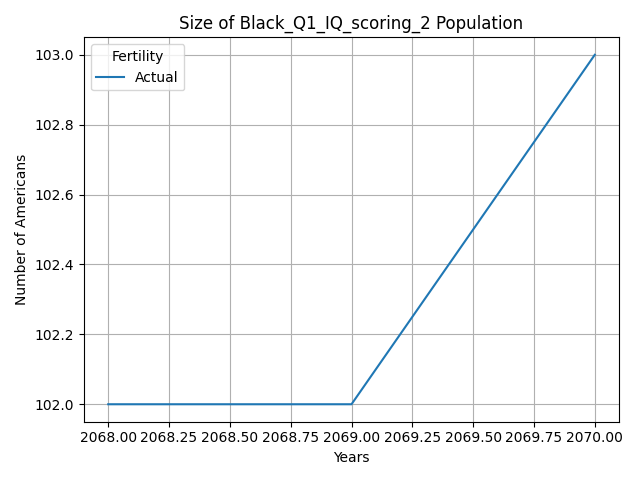 Size of Black_Q1_IQ_scoring_2 Population
Fertility
Actual
Number of Americans
103.0
102.8
102.6
102.4
102.2
102.0
2068.00 2068.25 2068.50 2068.75 2069.00 2069.25 2069.50 2069.75 2070.00
Years